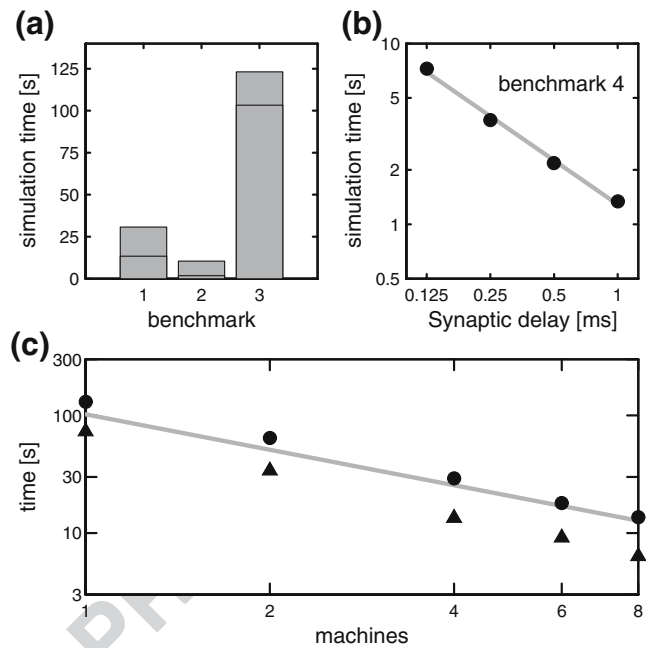 (a)
simulation time [s]
125
100
75
50
25
0
1 2 3
benchmark
(b)
simulation time [s]
10
5
2
1
0.5
benchmark 4
0.125 0.25 0.5 1
Synaptic delay [ms]
(c)
time [s]
300
100
30
10
3
1 2 4 6 8
machines